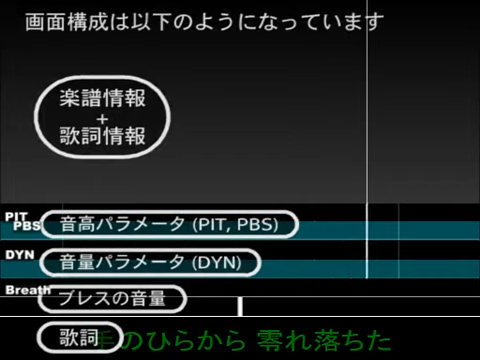 画面構成は以下のようになっています
楽譜情報
+
歌詞情報
PIT
PBS
音高パラメータ (PIT, PBS)
DYN
音量パラメータ (DYN)
Breath
ブレスの音量
歌詞
手のひらから 零れ落ちた